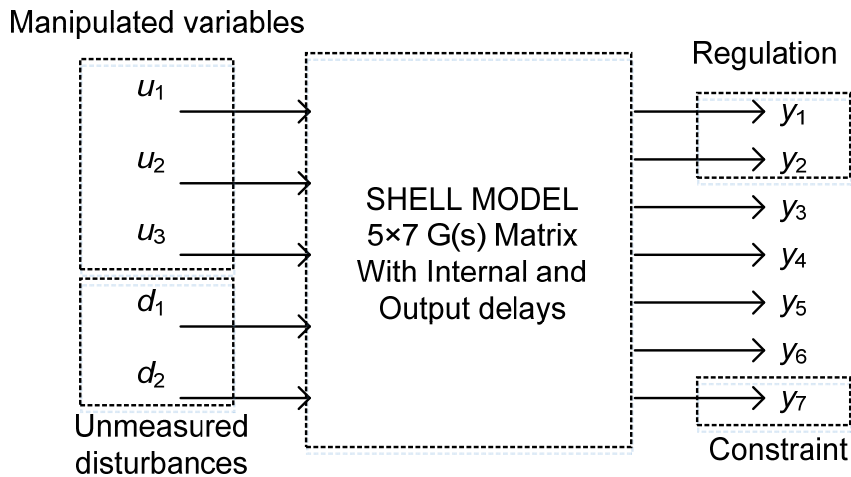 Manipulated variables
u1
u2
u3
d1
d2
Unmeasured
disturbances
SHELL MODEL
5×7 G(s) Matrix
With Internal and
Output delays
Regulation
y1
y2
y3
y4
y5
y6
y7
Constraint